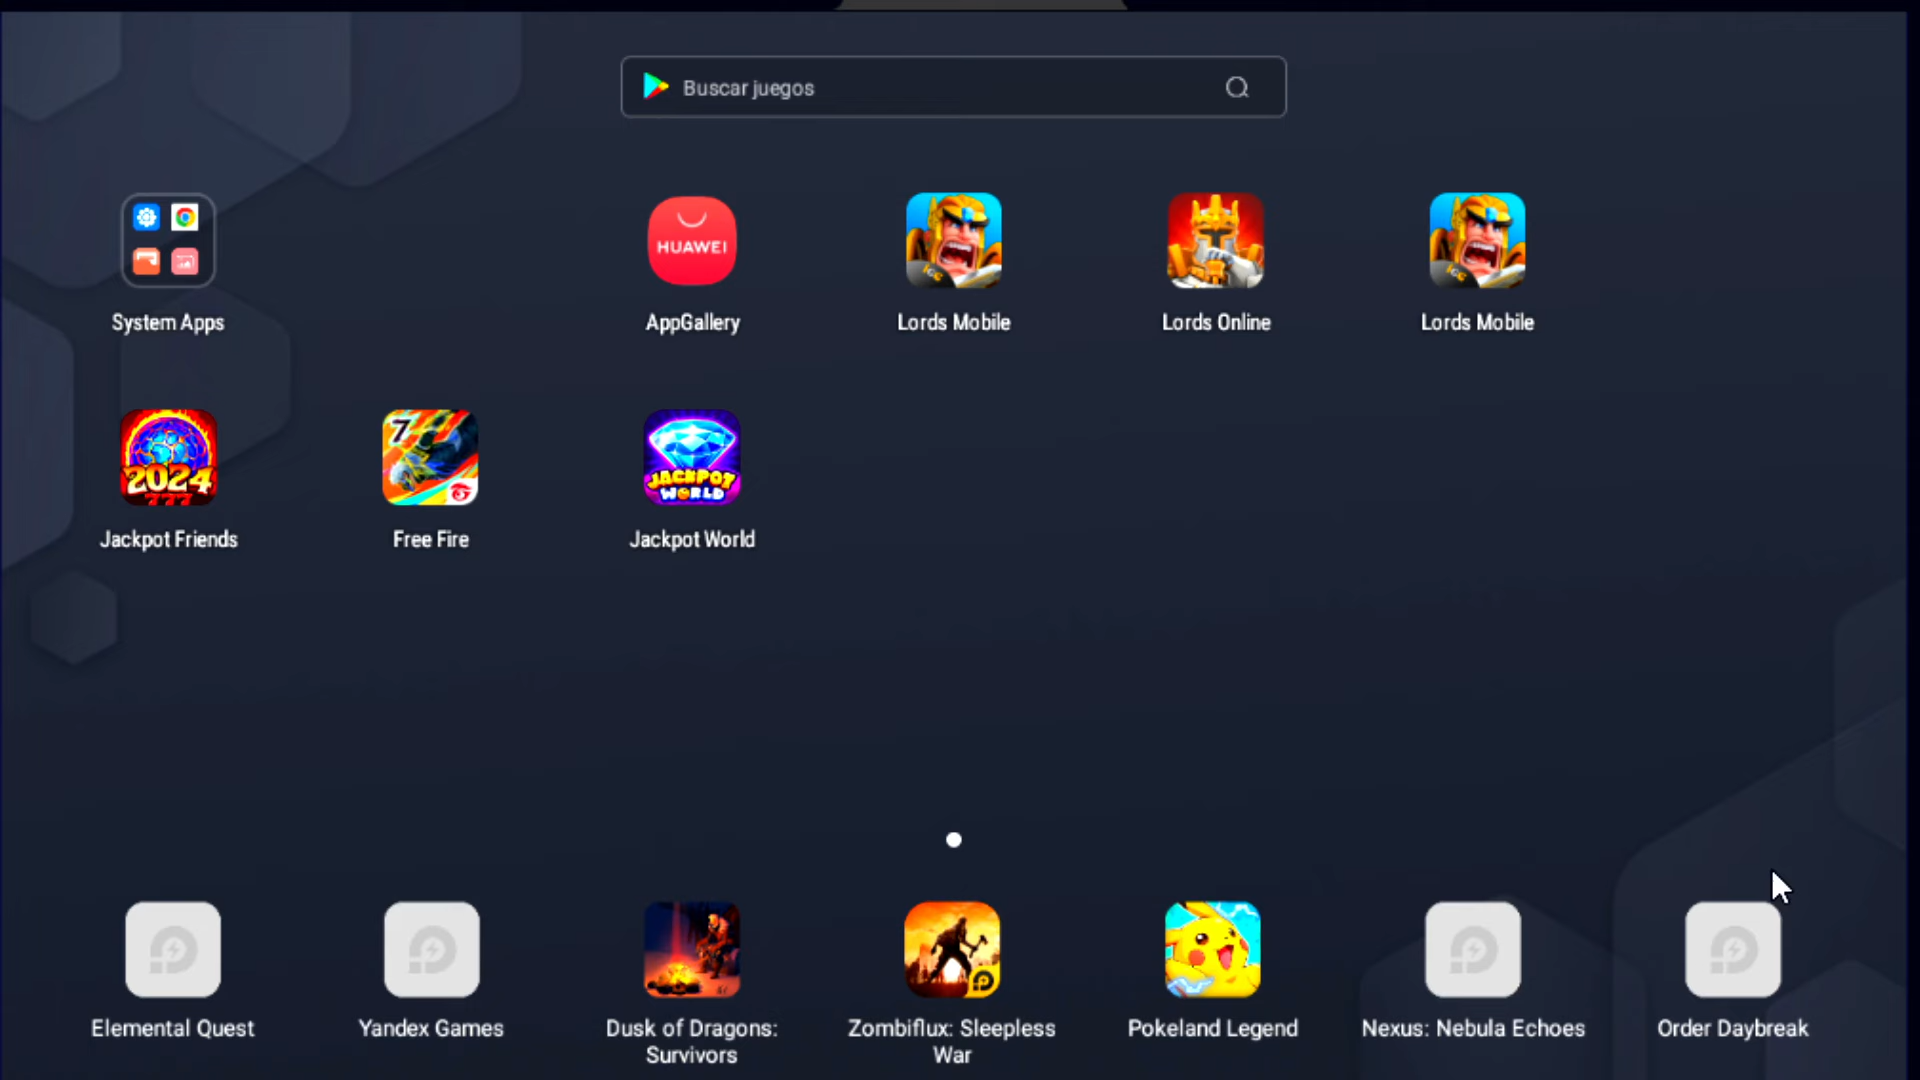 Buscar juegos
HUAWEI
System Apps
AppGallery
Lords Mobile
Lords Online
Lords Mobile
2024
777
7
JACKPOT
WORLD
Jackpot Friends
Free Fire
Jackpot World
Elemental Quest
Yandex Games
Dusk of Dragons:
Survivors
Zombiflux: Sleepless
War
Pokeland Legend
Nexus: Nebula Echoes
Order Daybreak